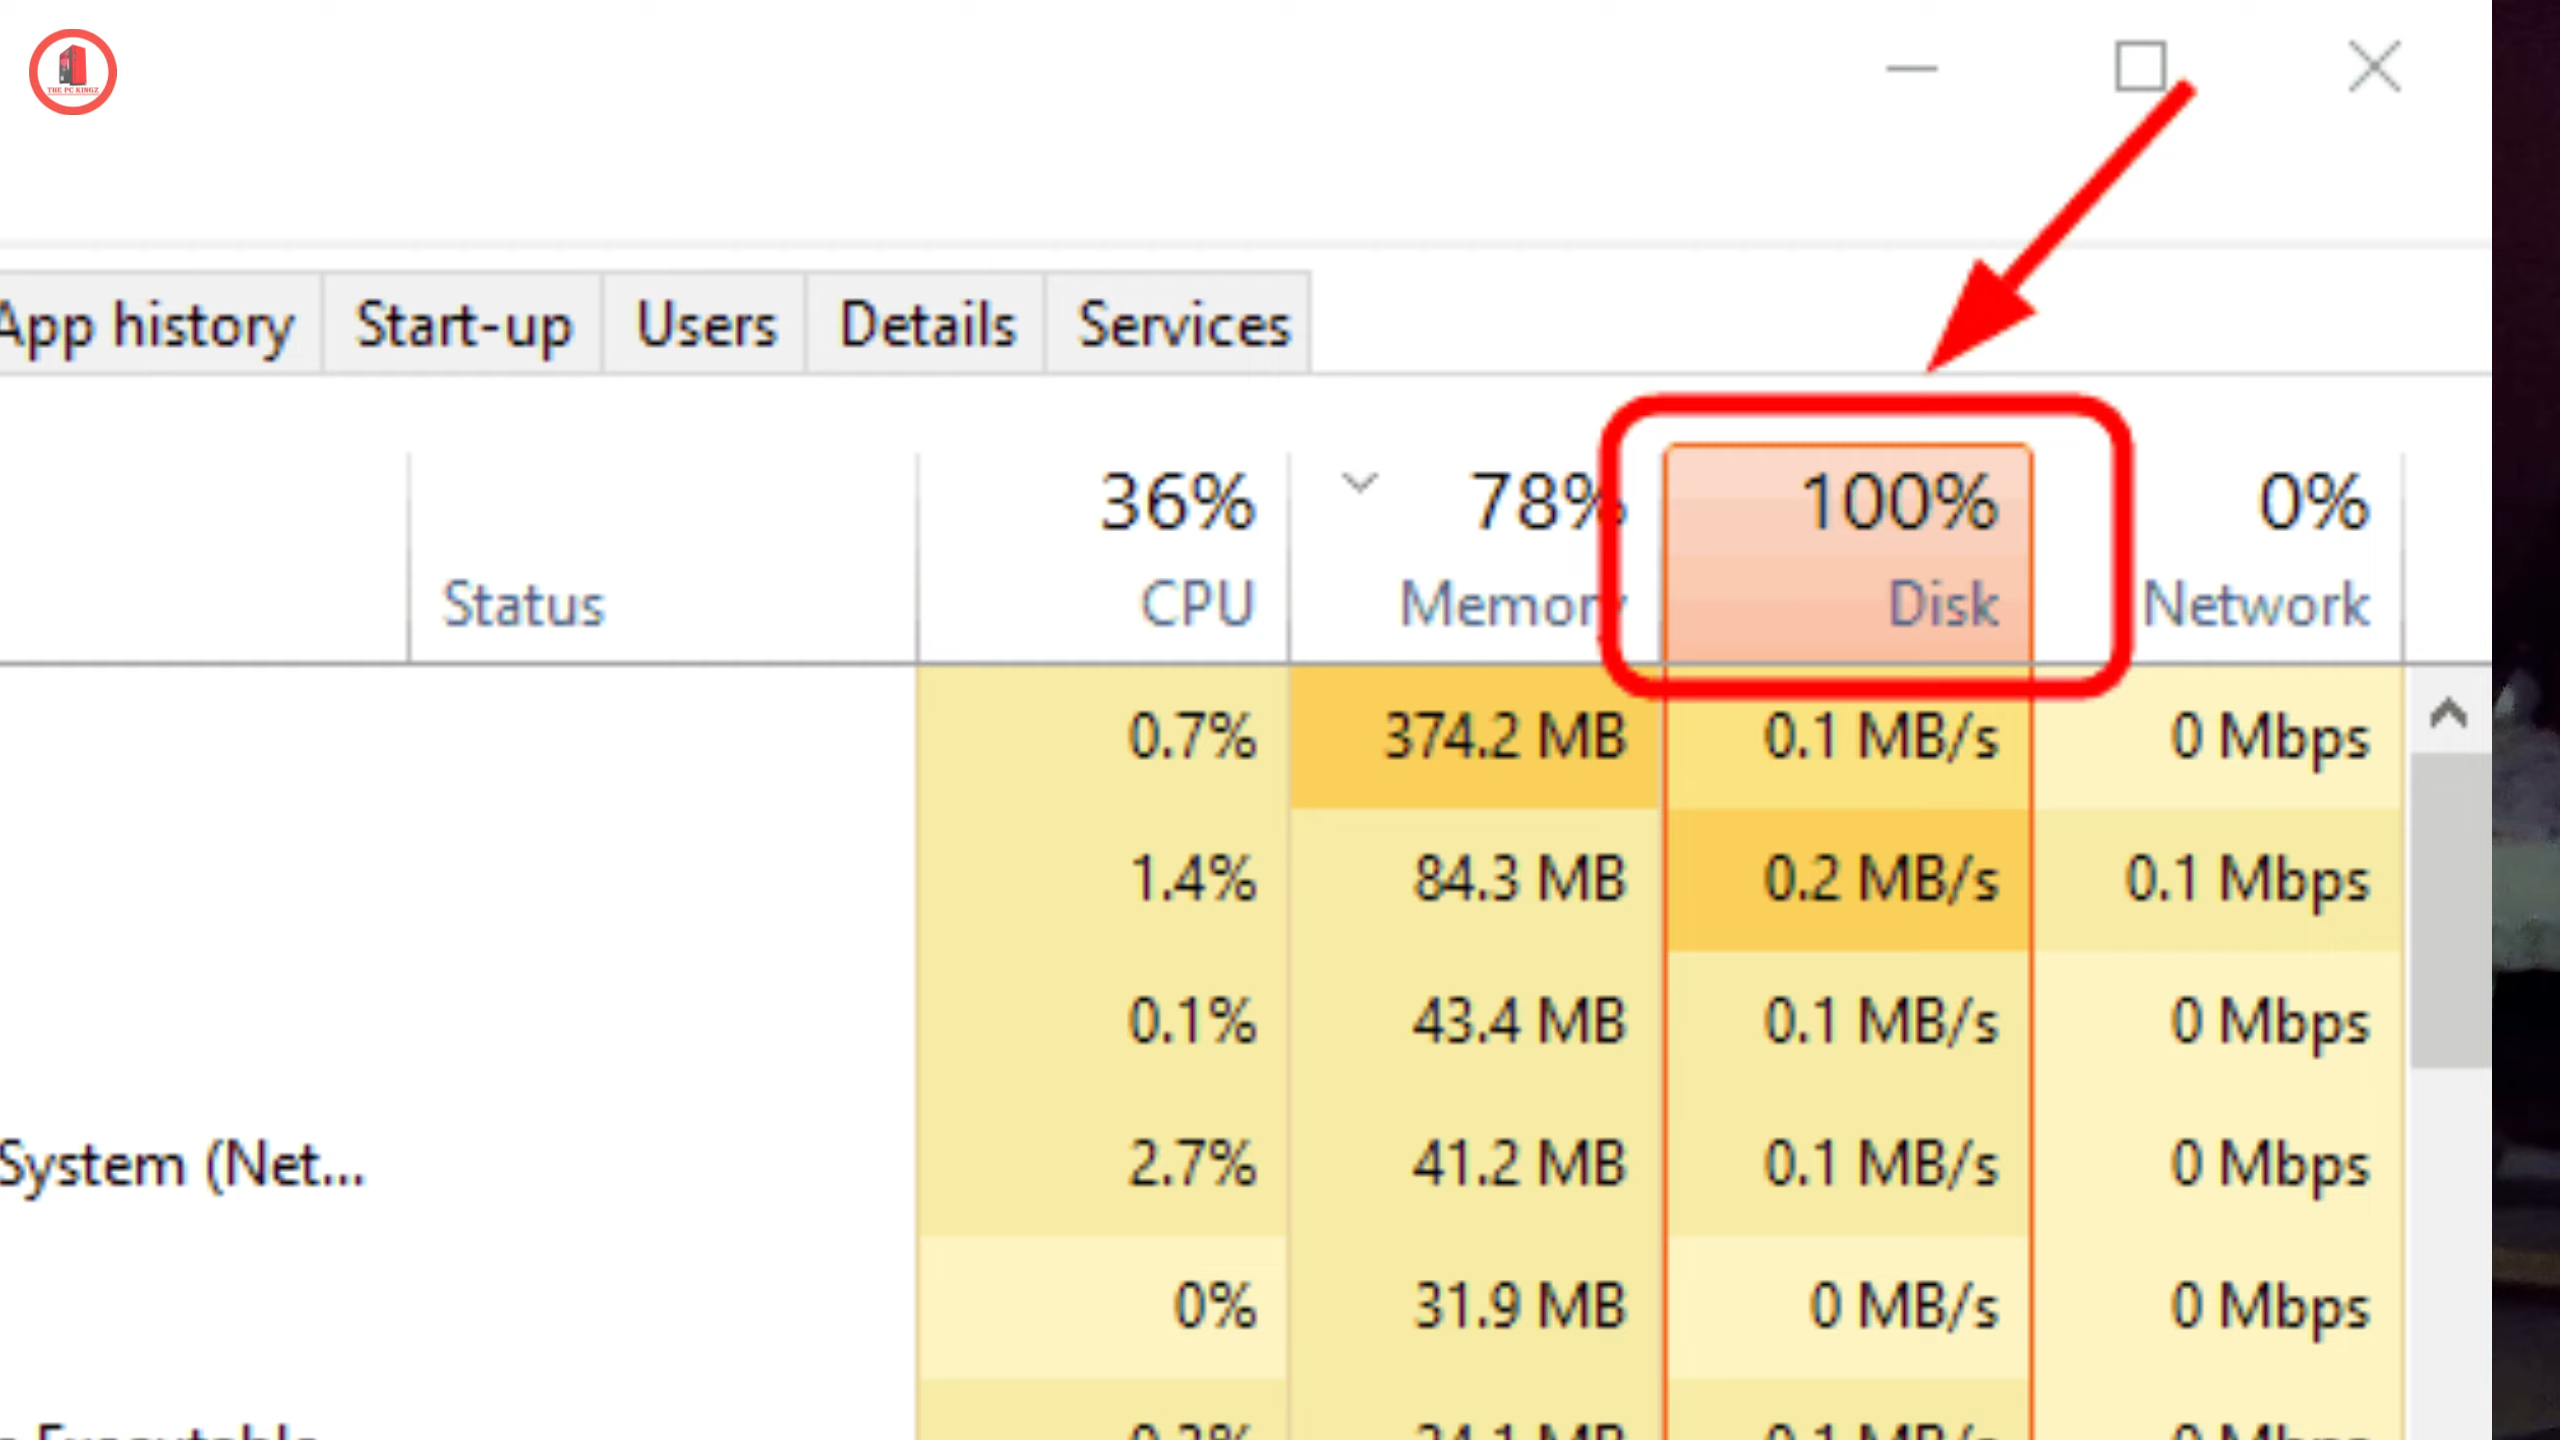 THE PC KINGZ
App history Start-up Users Details Services
36% 78% 100% 0%
Status CPU Memory Disk Network
0.7% 374.2 MB 0.1 MB/s 0 Mbps
1.4% 84.3 MB 0.2 MB/s 0.1 Mbps
0.1% 43.4 MB 0.1 MB/s 0 Mbps
System (Net... 2.7% 41.2 MB 0.1 MB/s 0 Mbps
0% 31.9 MB 0 MB/s 0 Mbps